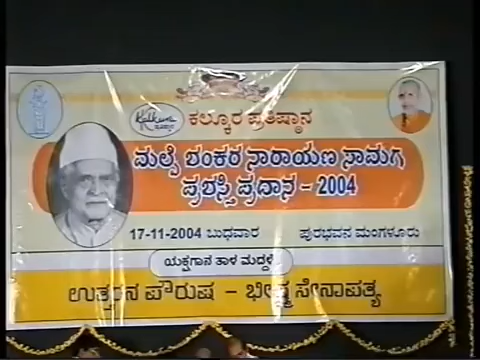 Kalkura ಕಲ್ಕೂರ ಪ್ರತಿಷ್ಠಾನ
ಮಲ್ಪೆ ಶಂಕರ ನಾರಾಯಣ ಸಾಮಗ
ಪ್ರಶಸ್ತಿ ಪ್ರದಾನ - 2004
17-11-2004 ಬುಧವಾರ ಪುರಭವನ ಮಂಗಳೂರು
ಯಕ್ಷಗಾನ ತಾಳ ಮದ್ದಳೆ
ಉತ್ತರನ ಪೌರುಷ - ಭೀಷ್ಮ ಸೇನಾಪತ್ಯ